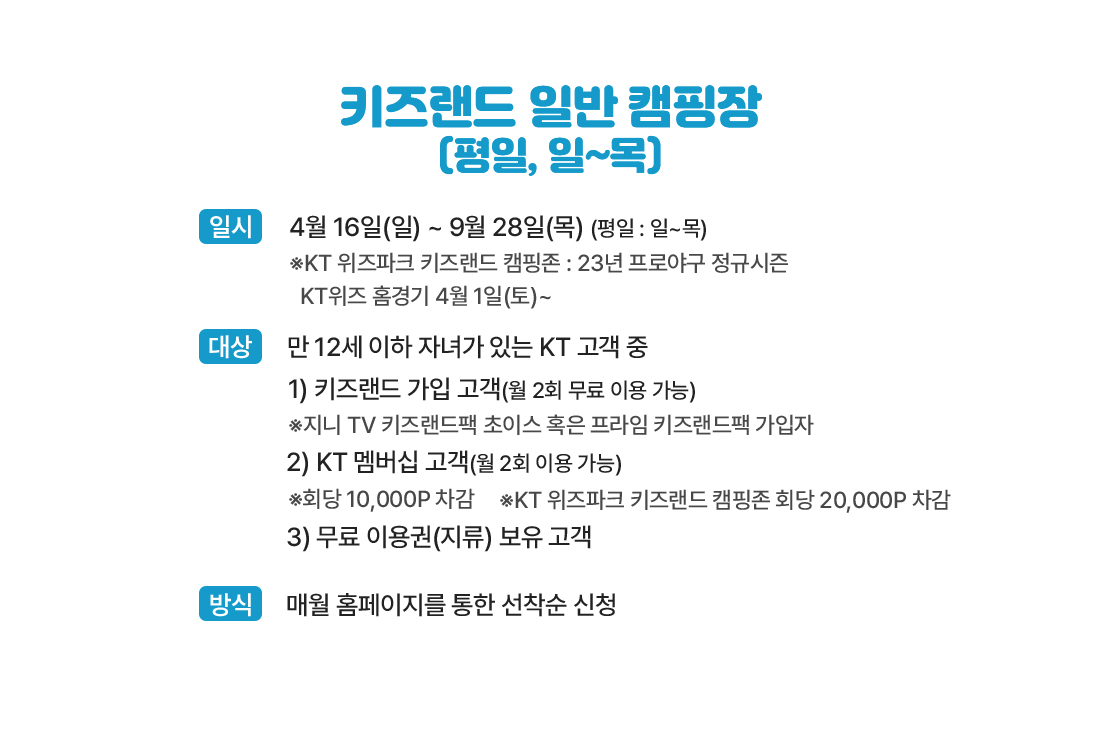 키즈랜드 일반 캠핑장
(평일, 일~목)
일시 4월 16일(일) ~ 9월 28일(목) (평일 : 일~목)
※KT 위즈파크 키즈랜드 캠핑존 : 23년 프로야구 정규시즌
KT위즈 홈경기 4월 1일(토)~
대상 만 12세 이하 자녀가 있는 KT 고객 중
1) 키즈랜드 가입 고객(월 2회 무료 이용 가능)
※지니 TV 키즈랜드팩 초이스 혹은 프라임 키즈랜드팩 가입자
2) KT 멤버십 고객(월 2회 이용 가능)
※회당 10,000P 차감 ※KT 위즈파크 키즈랜드 캠핑존 회당 20,000P 차감
3) 무료 이용권(지류) 보유 고객
방식 매월 홈페이지를 통한 선착순 신청